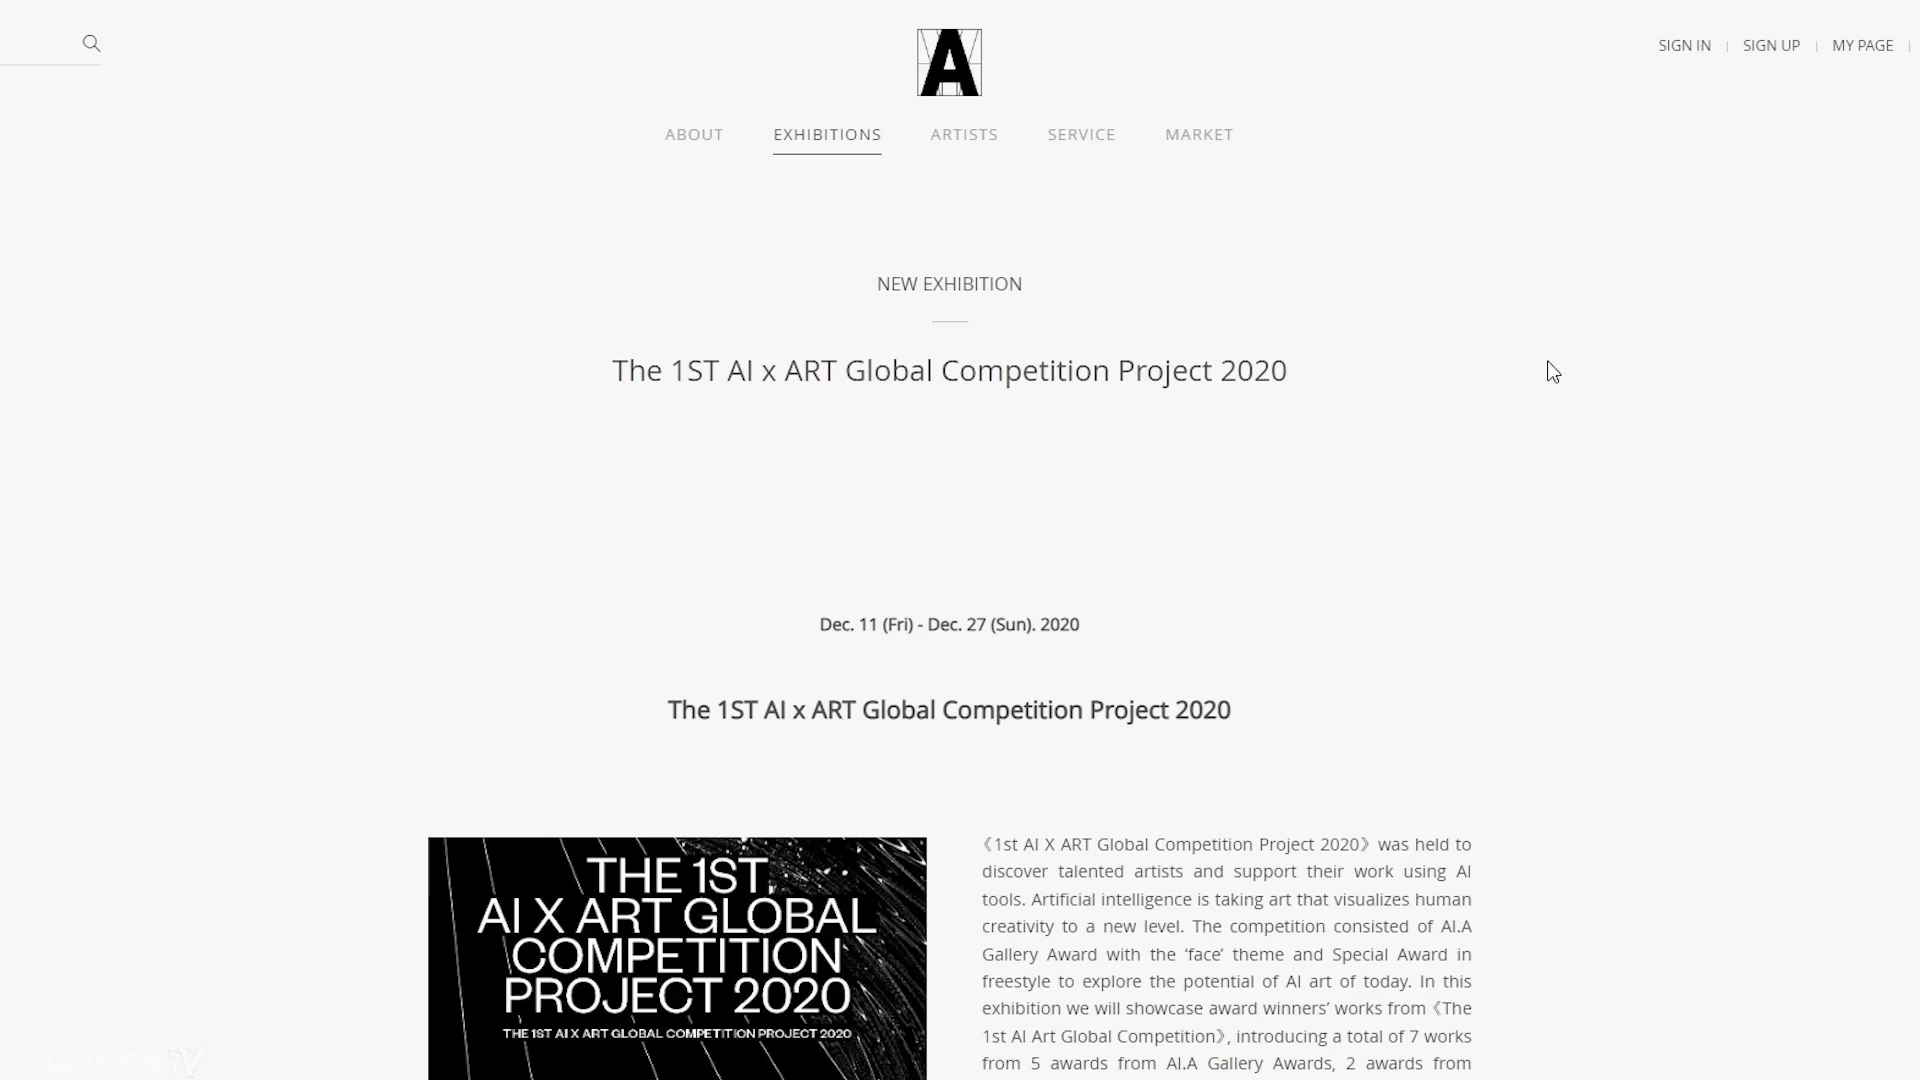 SIGN IN | SIGN UP | MY PAGE |
A
ABOUT EXHIBITIONS ARTISTS SERVICE MARKET
NEW EXHIBITION
The 1ST AI x ART Global Competition Project 2020
Dec. 11 (Fri) - Dec. 27 (Sun). 2020
The 1ST AI x ART Global Competition Project 2020
THE 1ST
AI X ART GLOBAL
COMPETITION
PROJECT 2020
THE 1ST AI X ART GLOBAL COMPETITION PROJECT 2020
《1st AI X ART Global Competition Project 2020》was held to
discover talented artists and support their work using AI
tools. Artificial intelligence is taking art that visualizes human
creativity to a new level. The competition consisted of AI.A
Gallery Award with the ‘face’ theme and Special Award in
freestyle to explore the potential of AI art of today. In this
exhibition we will showcase award winners’ works from《The
1st AI Art Global Competition》, introducing a total of 7 works
from 5 awards from AI.A Gallery Awards, 2 awards from
TV